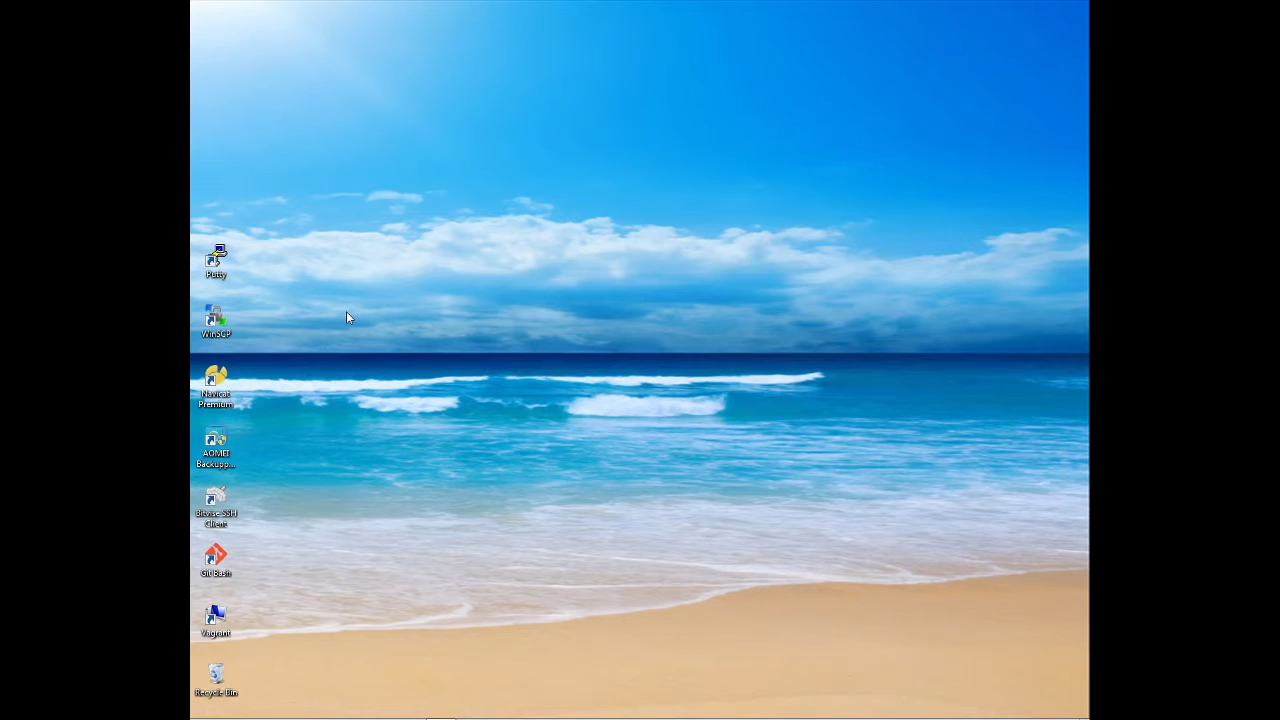 Putty
WinSCP
Navicat
Premium
AOMEI
Backupp...
Bitvise SSH
Client
Git Bash
Vagrant
Recycle Bin